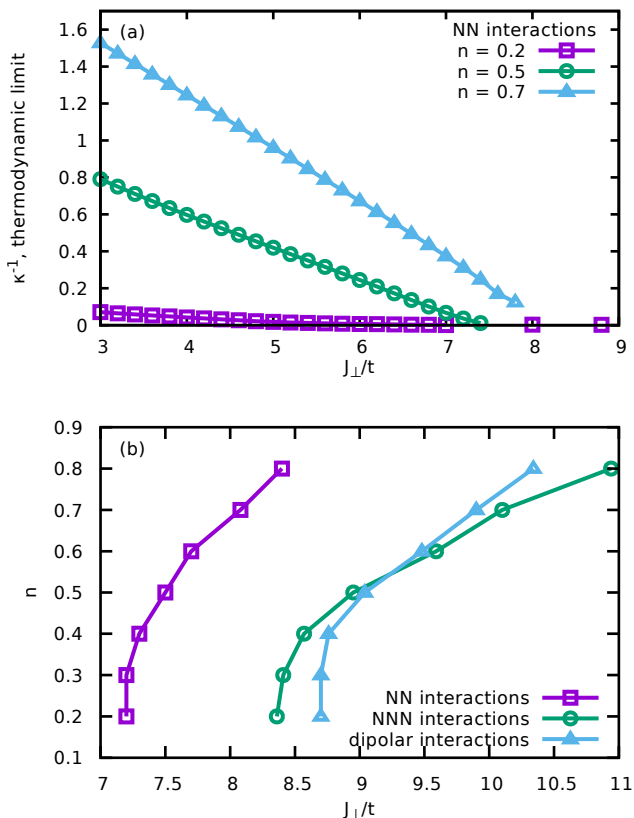 (a)
NN interactions
n = 0.2
n = 0.5
n = 0.7
κ⁻¹, thermodynamic limit
1.6
1.4
1.2
1
0.8
0.6
0.4
0.2
0
3 4 5 6 7 8 9
J⊥/t
(b)
n
0.9
0.8
0.7
0.6
0.5
0.4
0.3
0.2
0.1
NN interactions
NNN interactions
dipolar interactions
7 7.5 8 8.5 9 9.5 10 10.5 11
J⊥/t